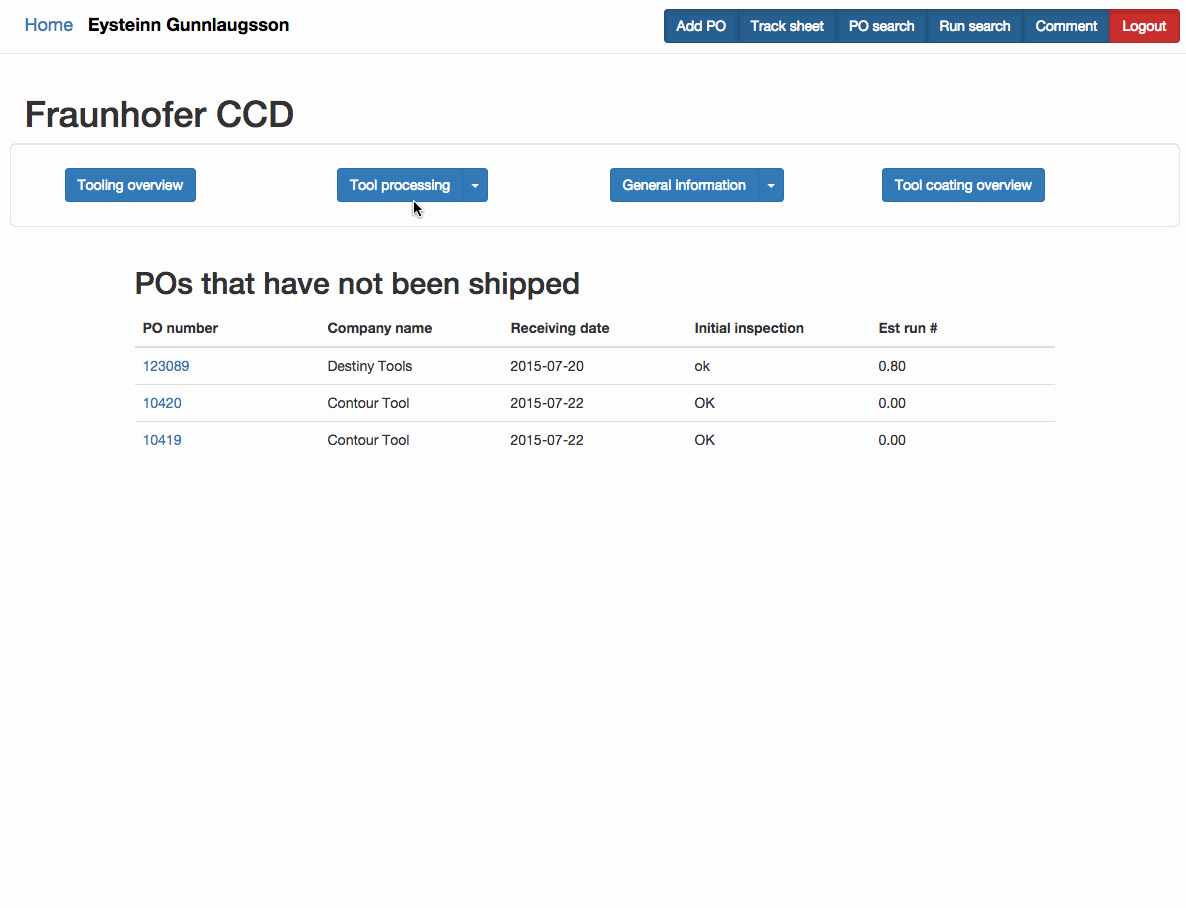 Home Eysteinn Gunnlaugsson Add PO Track sheet PO search Run search Comment Logout
Fraunhofer CCD
Tooling overview Tool processing General information Tool coating overview
POs that have not been shipped
PO number Company name Receiving date Initial inspection Est run #
123089 Destiny Tools 2015-07-20 ok 0.80
10420 Contour Tool 2015-07-22 OK 0.00
10419 Contour Tool 2015-07-22 OK 0.00